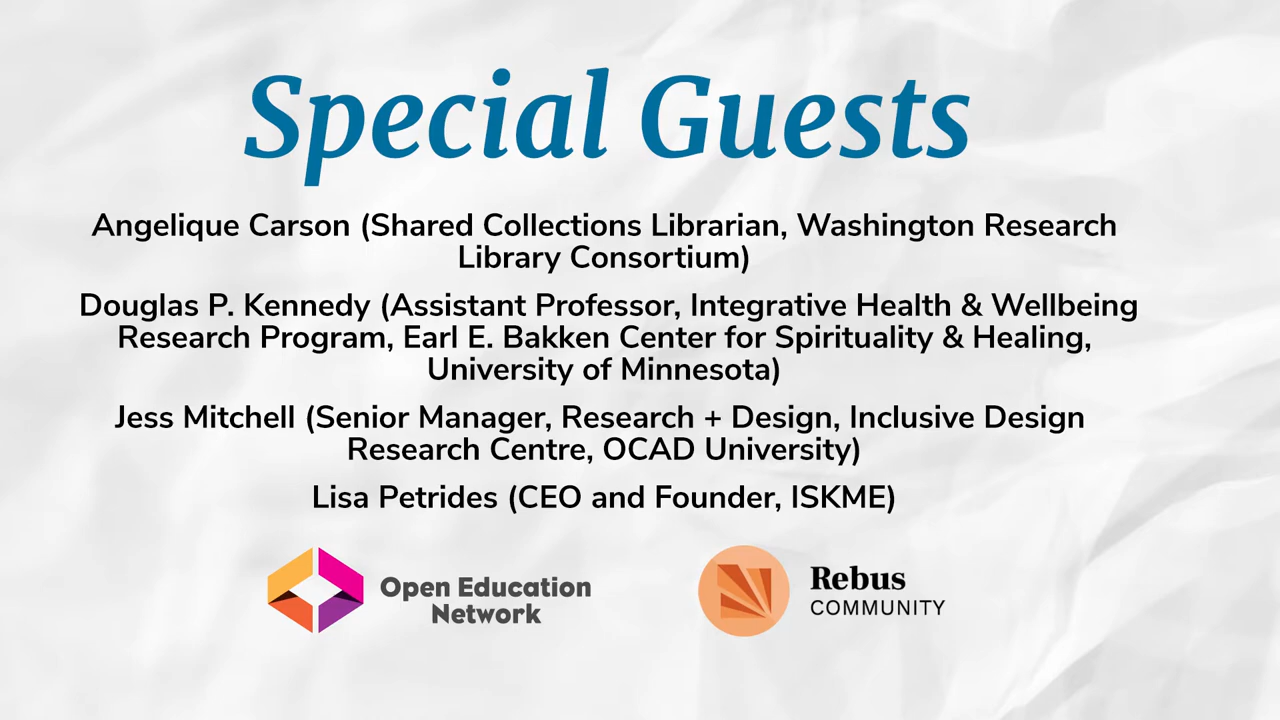 Special Guests
Angelique Carson (Shared Collections Librarian, Washington Research
Library Consortium)
Douglas P. Kennedy (Assistant Professor, Integrative Health & Wellbeing
Research Program, Earl E. Bakken Center for Spirituality & Healing,
University of Minnesota)
Jess Mitchell (Senior Manager, Research + Design, Inclusive Design
Research Centre, OCAD University)
Lisa Petrides (CEO and Founder, ISKME)
Open Education
Network
Rebus
COMMUNITY